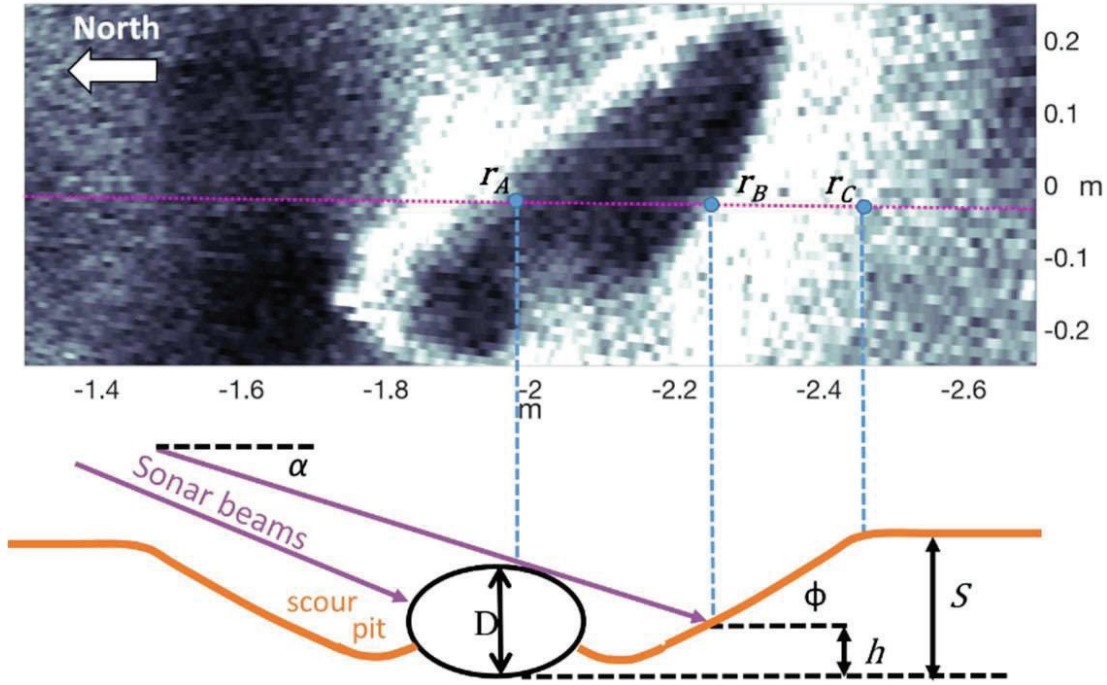 North
0.2
0.1
r_A r_B r_C 0 m
-0.1
-0.2
-1.4 -1.6 -1.8 -2 -2.2 -2.4 -2.6
m
α
Sonar beams
scour
pit
D
ϕ
S
h